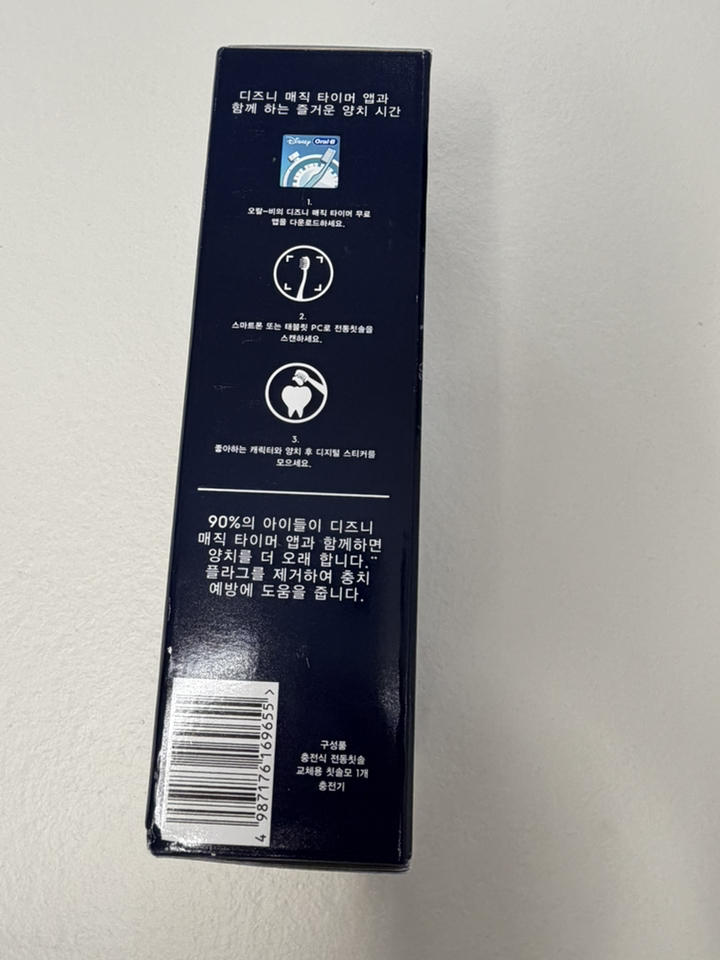 디즈니 매직 타이머 앱과
함께 하는 즐거운 양치 시간
Disney Oral-B
1.
오랄-비의 디즈니 매직 타이머 무료
앱을 다운로드하세요.
2.
스마트폰 또는 태블릿 PC로 전동칫솔을
스캔하세요.
3.
좋아하는 캐릭터와 양치 후 디지털 스티커를
모으세요.
90%의 아이들이 디즈니
매직 타이머 앱과 함께하면
양치를 더 오래 합니다.**
플라그를 제거하여 충치
예방에 도움을 줍니다.
4 987176 169655 >
구성품
충전식 전동칫솔
교체용 칫솔모 1개
충전기